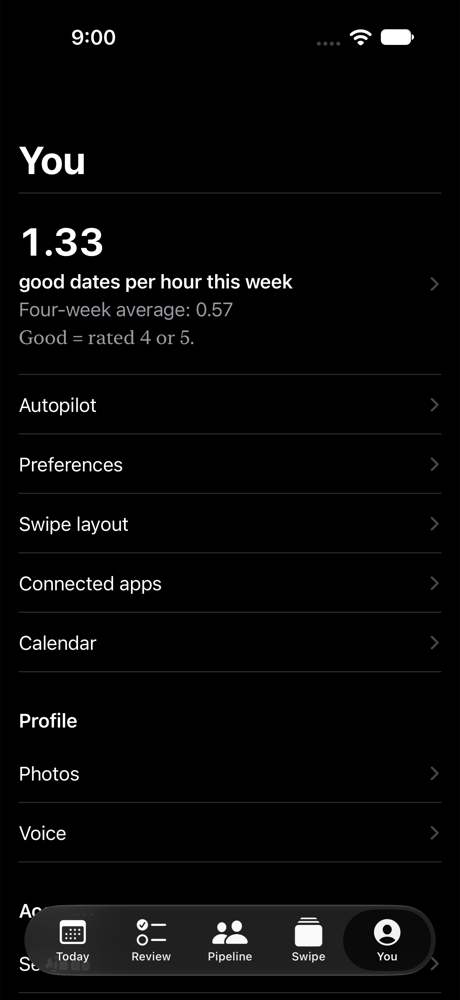 9:00
You
1.33
good dates per hour this week
Four-week average: 0.57
Good = rated 4 or 5.
Autopilot
Preferences
Swipe layout
Connected apps
Calendar
Profile
Photos
Voice
Today
Review
Pipeline
Swipe
You